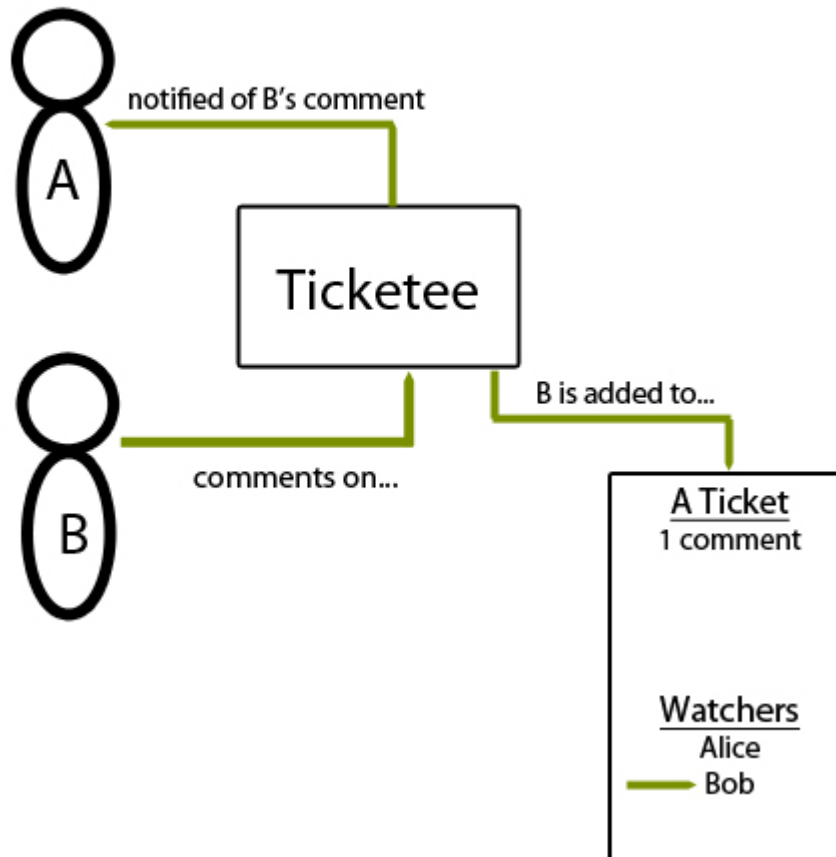 notified of B's comment
A
Ticketee
B is added to...
comments on...
B
A Ticket
1 comment
Watchers
Alice
Bob